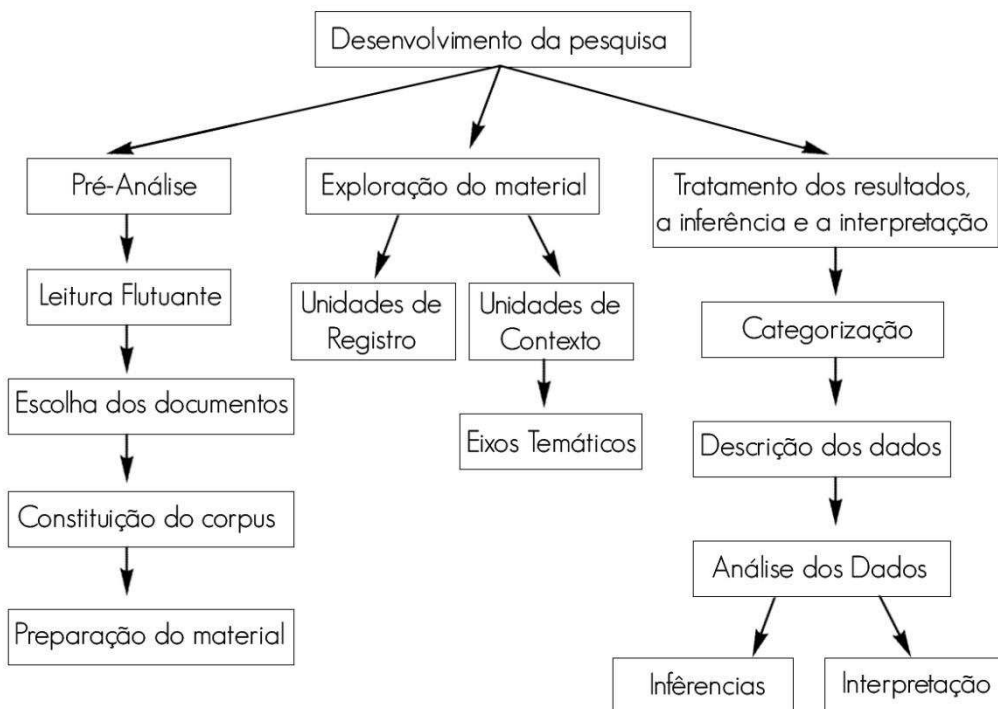 Desenvolvimento da pesquisa
Pré-Análise
Leitura Flutuante
Escolha dos documentos
Constituição do corpus
Preparação do material
Exploração do material
Unidades de
Registro
Unidades de
Contexto
Eixos Temáticos
Tratamento dos resultados,
a inferência e a interpretação
Categorização
Descrição dos dados
Análise dos Dados
Infêrencias
Interpretação